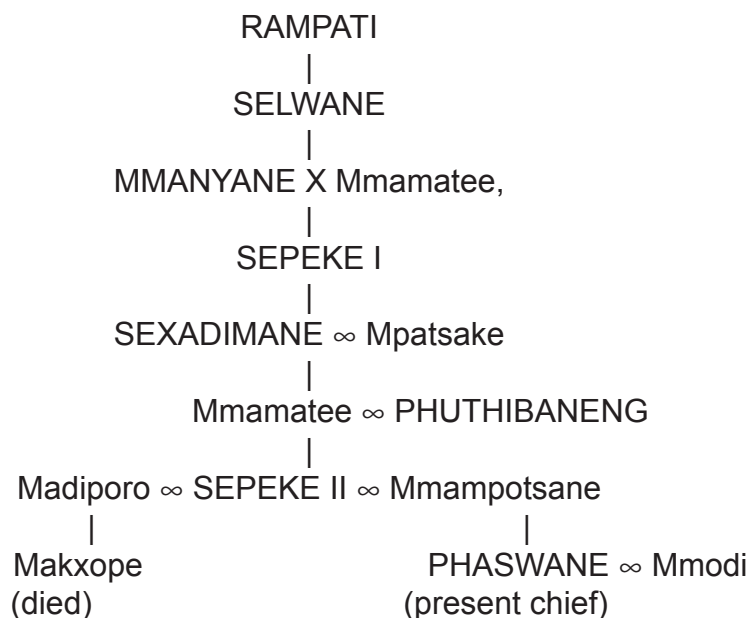 RAMPATI
|
SELWANE
|
MMANYANE X Mmamatee,
|
SEPEKE I
|
SEXADIMANE ∞ Mpatsake
|
Mmamatee ∞ PHUTHIBANENG
|
Madiporo ∞ SEPEKE II ∞ Mmampotsane
| |
Makxope PHASWANE ∞ Mmodi
(died) (present chief)